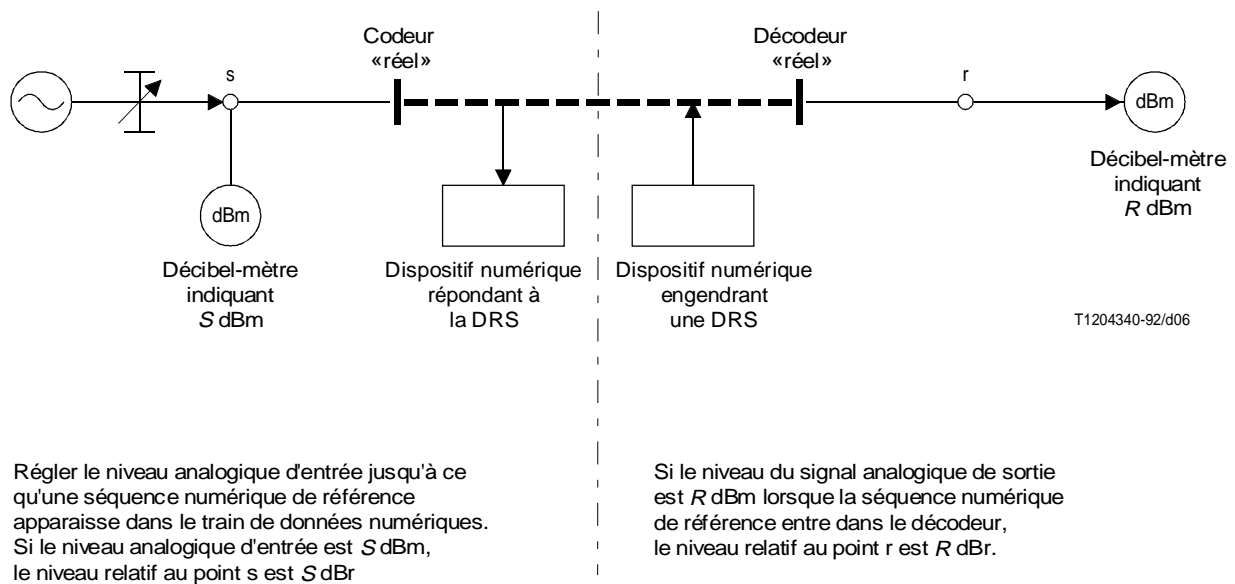 Codeur
«réel»
Décodeur
«réel»
s
r
dBm
dBm
Décibel-mètre
indiquant
R dBm
Décibel-mètre
indiquant
S dBm
Dispositif numérique
répondant à
la DRS
Dispositif numérique
engendrant
une DRS
T1204340-92/d06
Régler le niveau analogique d'entrée jusqu'à ce
qu'une séquence numérique de référence
apparaisse dans le train de données numériques.
Si le niveau analogique d'entrée est S dBm,
le niveau relatif au point s est S dBr
Si le niveau du signal analogique de sortie
est R dBm lorsque la séquence numérique
de référence entre dans le décodeur,
le niveau relatif au point r est R dBr.